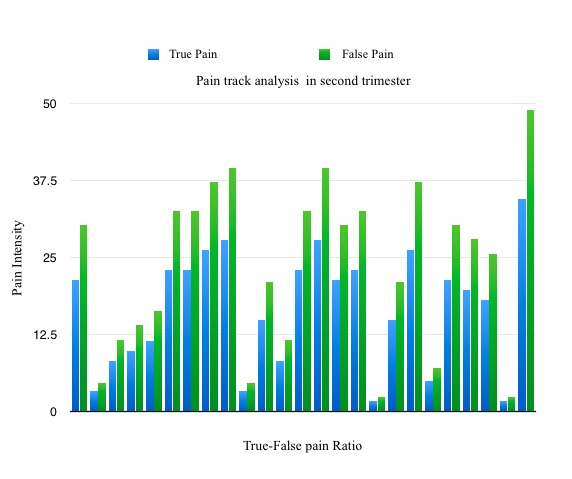 True Pain
False Pain
Pain track analysis  in second trimester
50
37.5
25
12.5
0
Pain Intensity
True-False pain Ratio